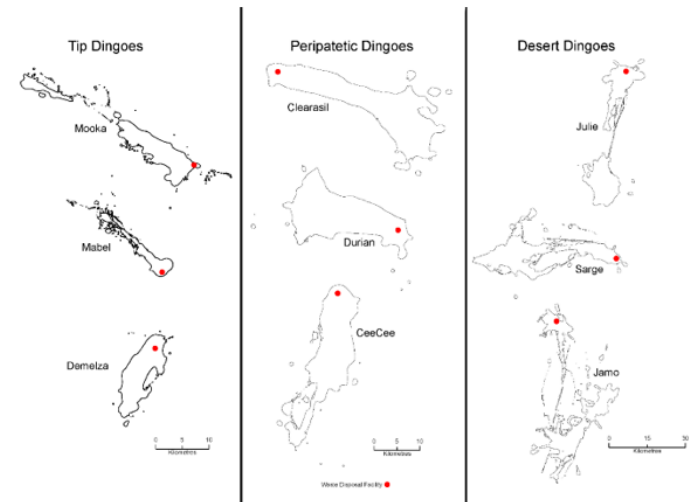 Tip Dingoes
Mooka
Mabel
Demelza
0 5 10
Kilometres
Peripatetic Dingoes
Clearasil
Durian
CeeCee
0 5 10
Kilometres
Waste Disposal Facility
Desert Dingoes
Julie
Sarge
Jamo
0 15 30
Kilometres